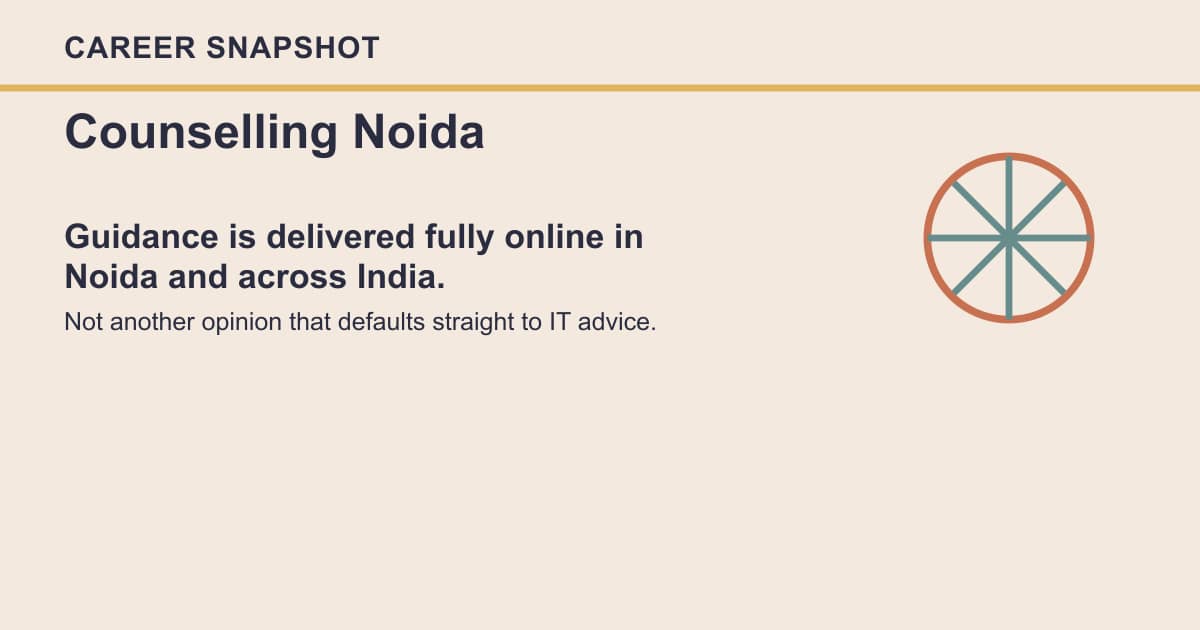 CAREER SNAPSHOT
Counselling Noida
Guidance is delivered fully online in
Noida and across India.
Not another opinion that defaults straight to IT advice.